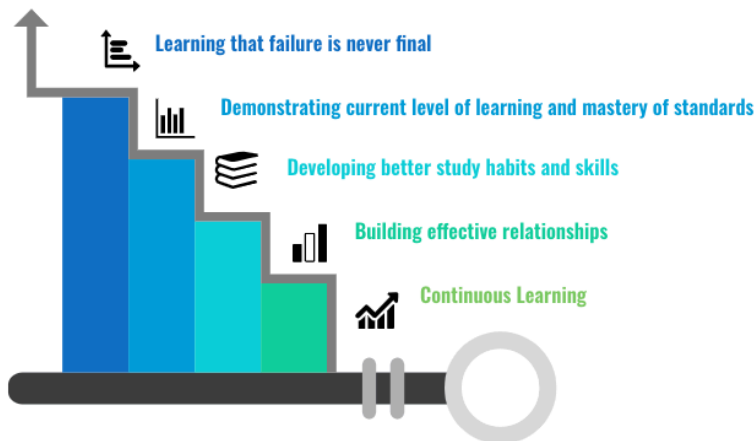 Learning that failure is never final
Demonstrating current level of learning and mastery of standards
Developing better study habits and skills
Building effective relationships
Continuous Learning